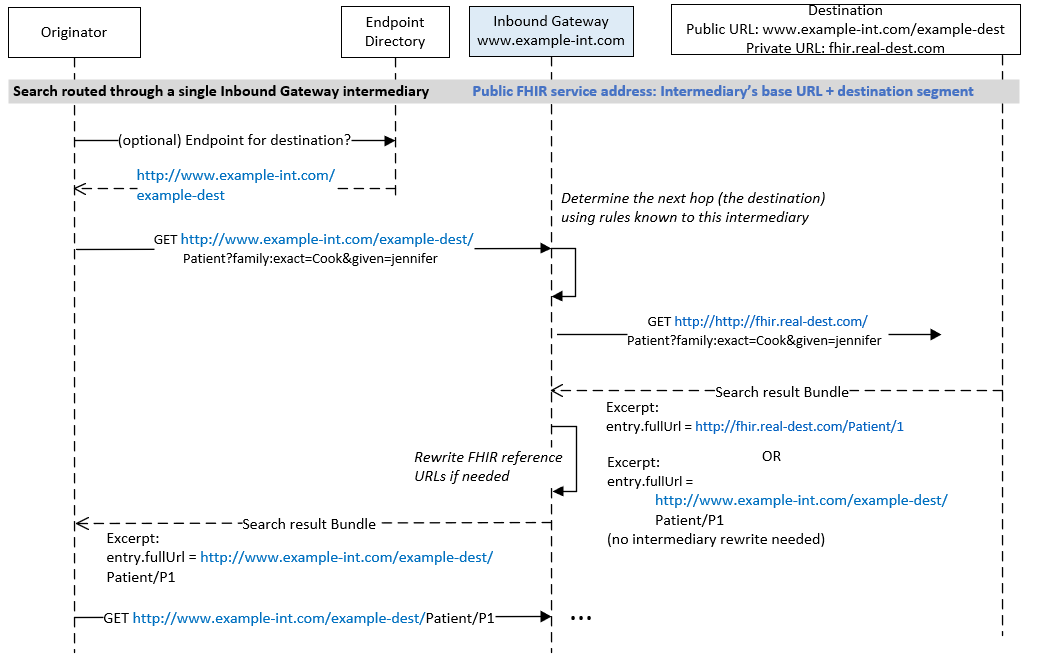 Originator
Endpoint
Directory
Inbound Gateway
www.example-int.com
Destination
Public URL: www.example-int.com/example-dest
Private URL: fhir.real-dest.com
Search routed through a single Inbound Gateway intermediary
Public FHIR service address: Intermediary's base URL + destination segment
(optional) Endpoint for destination?
http://www.example-int.com/
example-dest
Determine the next hop (the destination)
using rules known to this intermediary
GET http://www.example-int.com/example-dest/
Patient?family:exact=Cook&given=jennifer
GET http://http://fhir.real-dest.com/
Patient?family:exact=Cook&given=jennifer
Search result Bundle
Excerpt:
entry.fullUrl = http://fhir.real-dest.com/Patient/1
OR
Rewrite FHIR reference
URLs if needed
Excerpt:
entry.fullUrl =
http://www.example-int.com/example-dest/
Patient/P1
(no intermediary rewrite needed)
Search result Bundle
Excerpt:
entry.fullUrl = http://www.example-int.com/example-dest/
Patient/P1
GET http://www.example-int.com/example-dest/Patient/P1
...